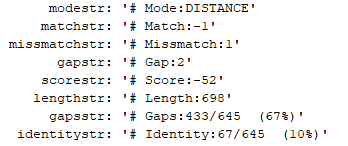 modestr: '# Mode:DISTANCE'
matchstr: '# Match:-1'
missmatchstr: '# Missmatch:1'
gapstr: '# Gap:2'
scorestr: '# Score:-52'
lengthstr: '# Length:698'
gapsstr: '# Gaps:433/645  (67%)'
identitystr: '# Identity:67/645  (10%)'